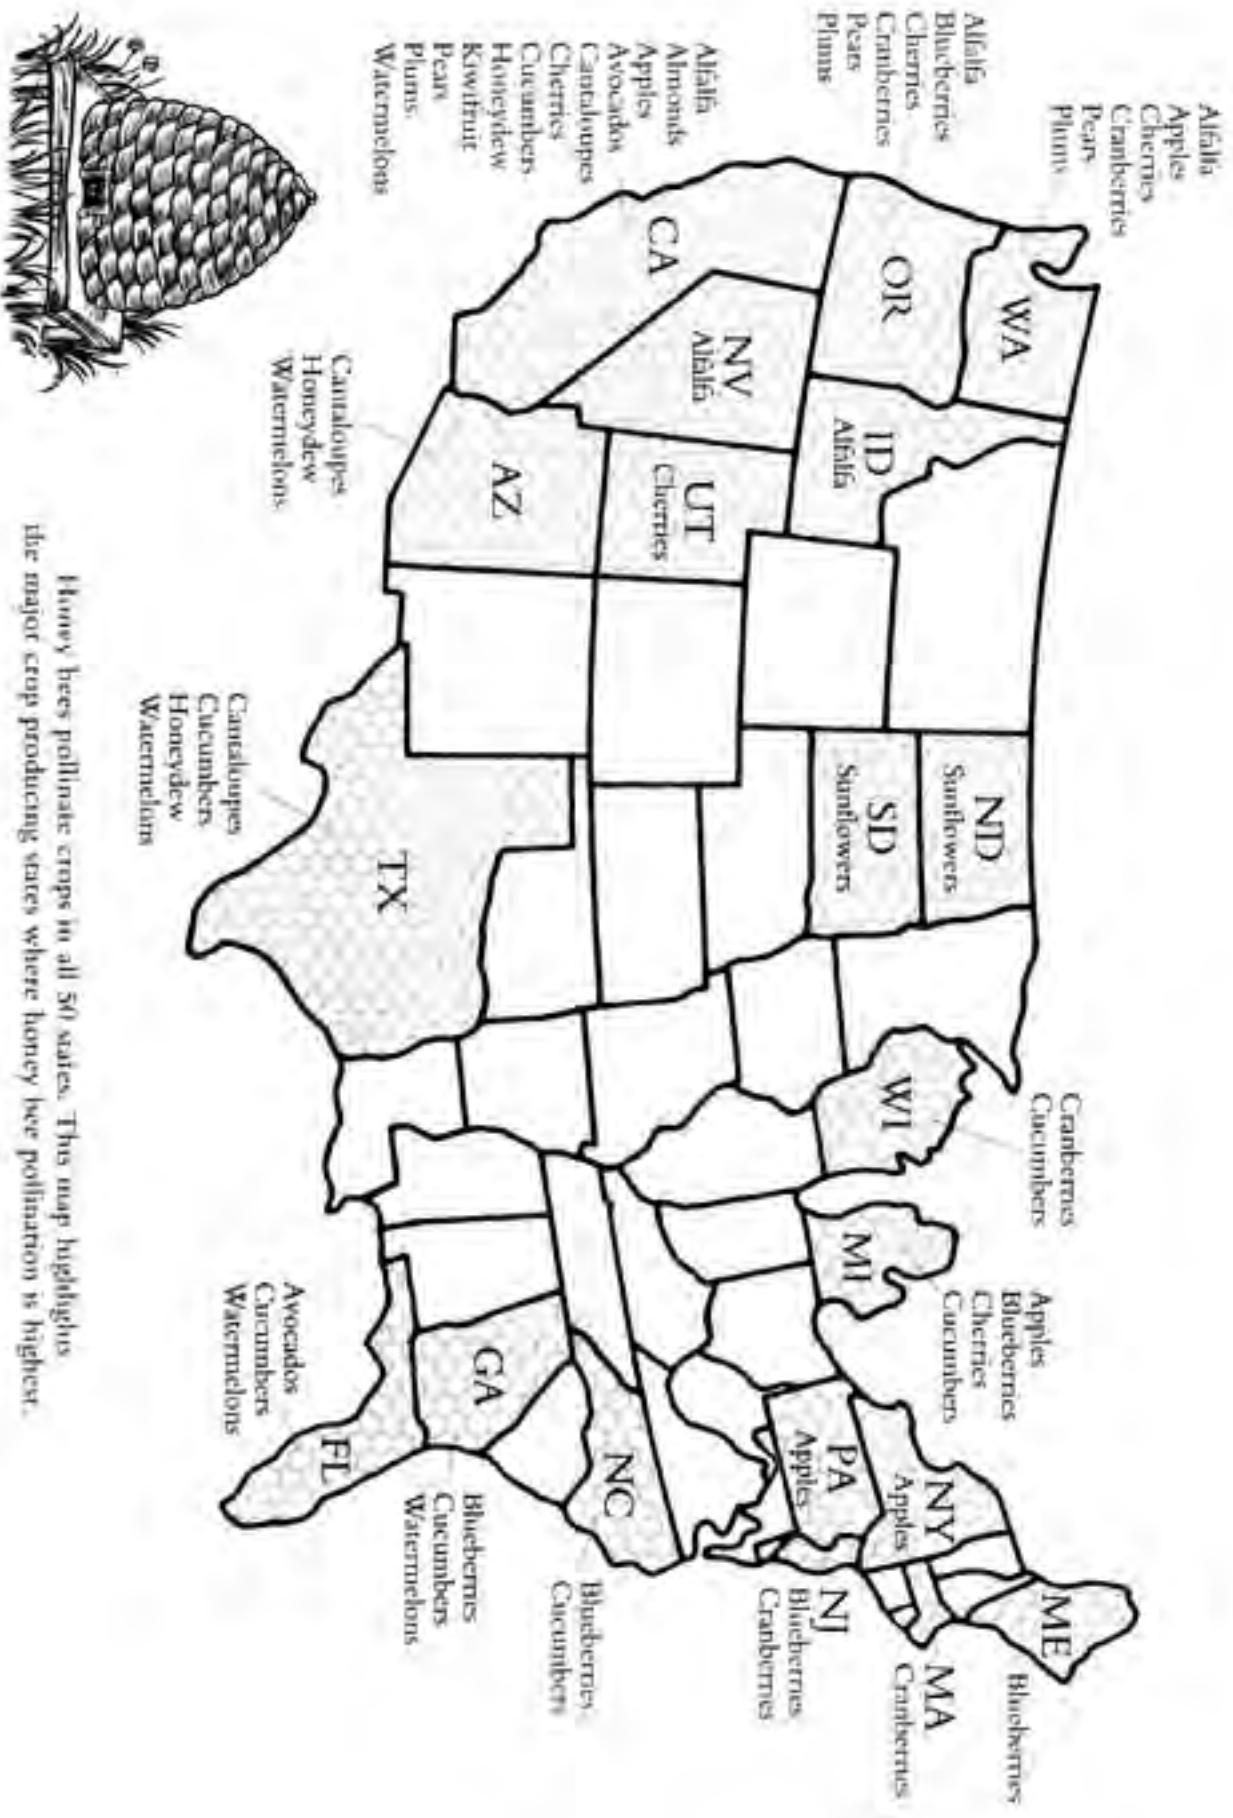 Alfalfa
Apples
Cherries
Cranberries
Pears
Plums
Alfalfa
Blueberries
Cherries
Cranberries
Pears
Plums
Alfalfa
Almonds
Apples
Avocados
Cantaloupes
Cherries
Cucumbers
Honeydew
Kiwifruit
Pears
Plums
Watermelons
WA
OR
CA
NV
Alfalfa
ID
Alfalfa
UT
Cherries
AZ
Cantaloupes
Honeydew
Watermelons
ND
Sunflowers
SD
Sunflowers
TX
Cantaloupes
Cucumbers
Honeydew
Watermelons
WI
Cranberries
Cucumbers
MI
Apples
Blueberries
Cherries
Cucumbers
GA
FL
Avocados
Cucumbers
Watermelons
Blueberries
Cucumbers
Watermelons
NC
Blueberries
Cucumbers
PA
Apples
NY
Apples
NJ
Blueberries
Cranberries
MA
Cranberries
ME
Blueberries
Honey bees pollinate crops in all 50 states. This map highlights
the major crop producing states where honey bee pollination is highest.